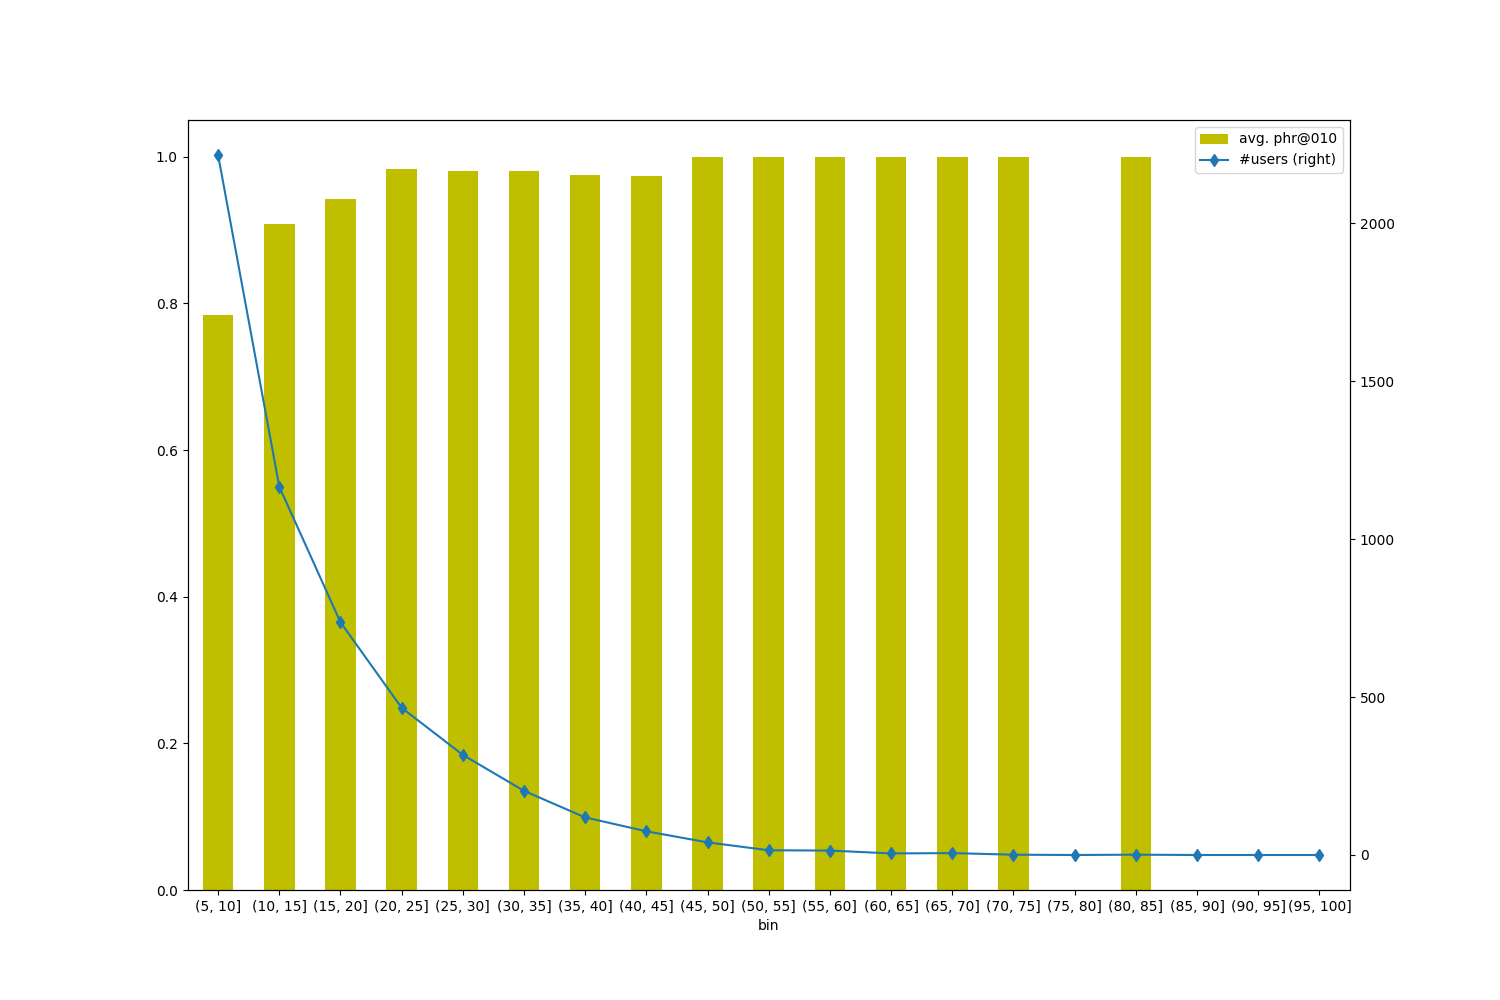 avg. phr@010
#users (right)
1.0
0.8
0.6
0.4
0.2
0.0
2000
1500
1000
500
0
(5, 10] (10, 15] (15, 20] (20, 25] (25, 30] (30, 35] (35, 40] (40, 45] (45, 50] (50, 55] (55, 60] (60, 65] (65, 70] (70, 75] (75, 80] (80, 85] (85, 90] (90, 95] (95, 100]
bin